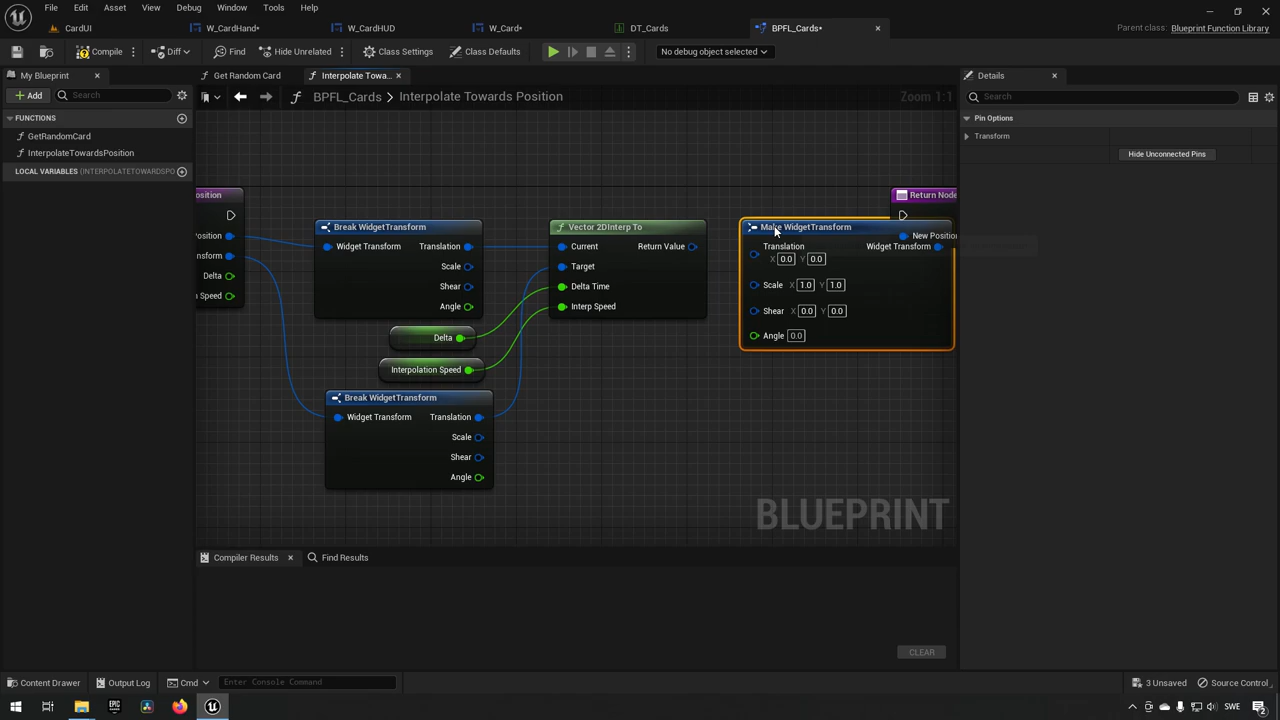 File Edit Asset View Debug Window Tools Help
CardUI W_CardHand* W_CardHUD W_Card* DT_Cards BPFL_Cards* Parent class: Blueprint Function Library
Compile Diff Find Hide Unrelated Class Settings Class Defaults No debug object selected
My Blueprint Get Random Card Interpolate Towa... Details
Add Search BPFL_Cards > Interpolate Towards Position Zoom 1:1 Search
FUNCTIONS Pin Options
GetRandomCard Transform
InterpolateTowardsPosition Hide Unconnected Pins
LOCAL VARIABLES (INTERPOLATETOWARDSPO
osition Return Node
Break WidgetTransform Vector 2DInterp To Make WidgetTransform
osition Widget Transform Translation Current Return Value Translation Widget Transform New Positio
nsform Scale Target X 0.0 Y 0.0
Delta Shear Delta Time Scale X 1.0 Y 1.0
n Speed Angle Interp Speed Shear X 0.0 Y 0.0
Delta Angle 0.0
Interpolation Speed
Break WidgetTransform
Widget Transform Translation
Scale
Shear
Angle
BLUEPRINT
Compiler Results Find Results
CLEAR
Content Drawer Output Log Cmd Enter Console Command 3 Unsaved Source Control
EPIC GAMES SWE 2